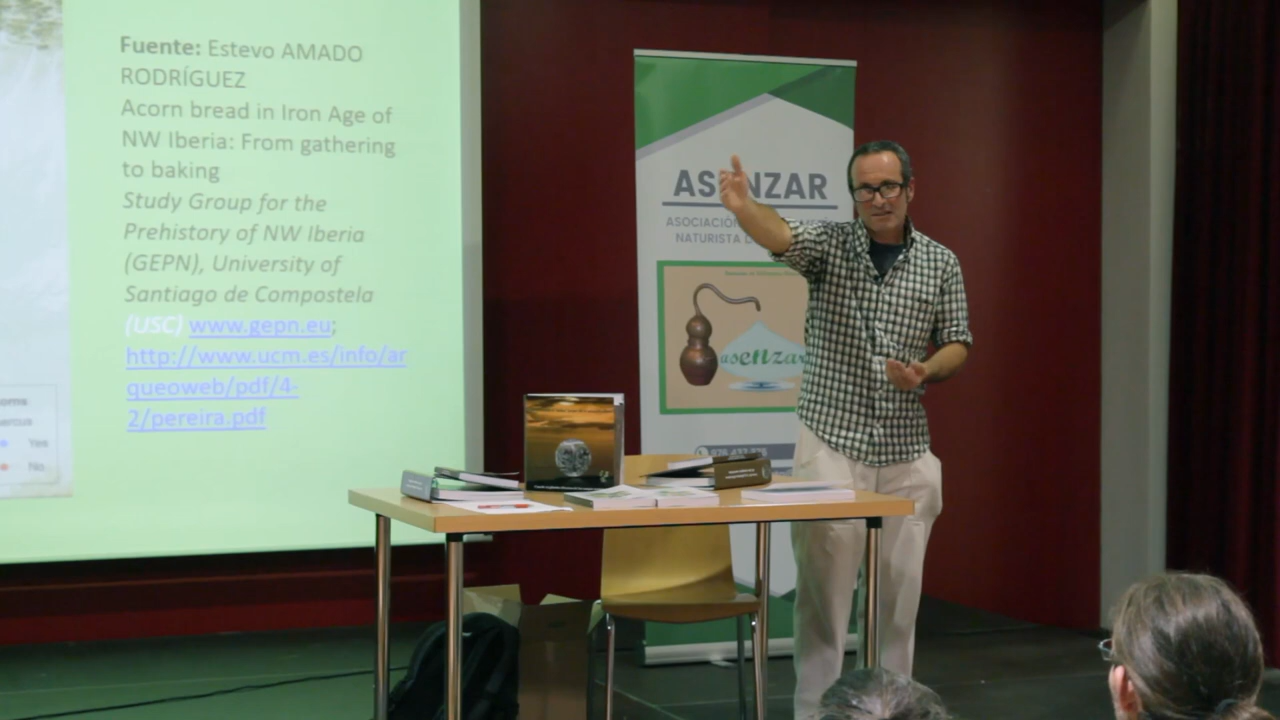 Fuente: Estevo AMADO
RODRÍGUEZ
Acorn bread in Iron Age of
NW Iberia: From gathering
to baking
Study Group for the
Prehistory of NW Iberia
(GEPN), University of
Santiago de Compostela
(USC) www.gepn.eu;
http://www.ucm.es/info/ar
queoweb/pdf/4-
2/pereira.pdf
Yes
No
ASENZAR
ASOCIACIÓN
NATURISTA D
asenzar